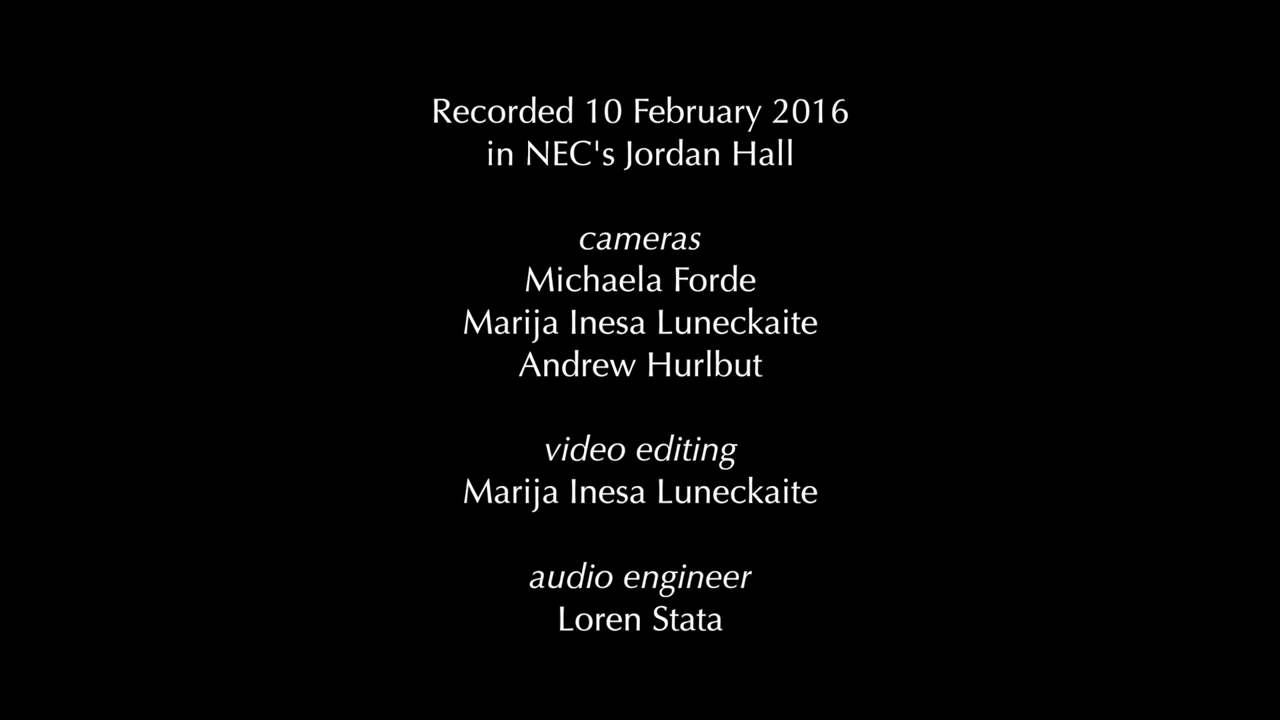 Recorded 10 February 2016
in NEC's Jordan Hall
cameras
Michaela Forde
Marija Inesa Luneckaite
Andrew Hurlbut
video editing
Marija Inesa Luneckaite
audio engineer
Loren Stata